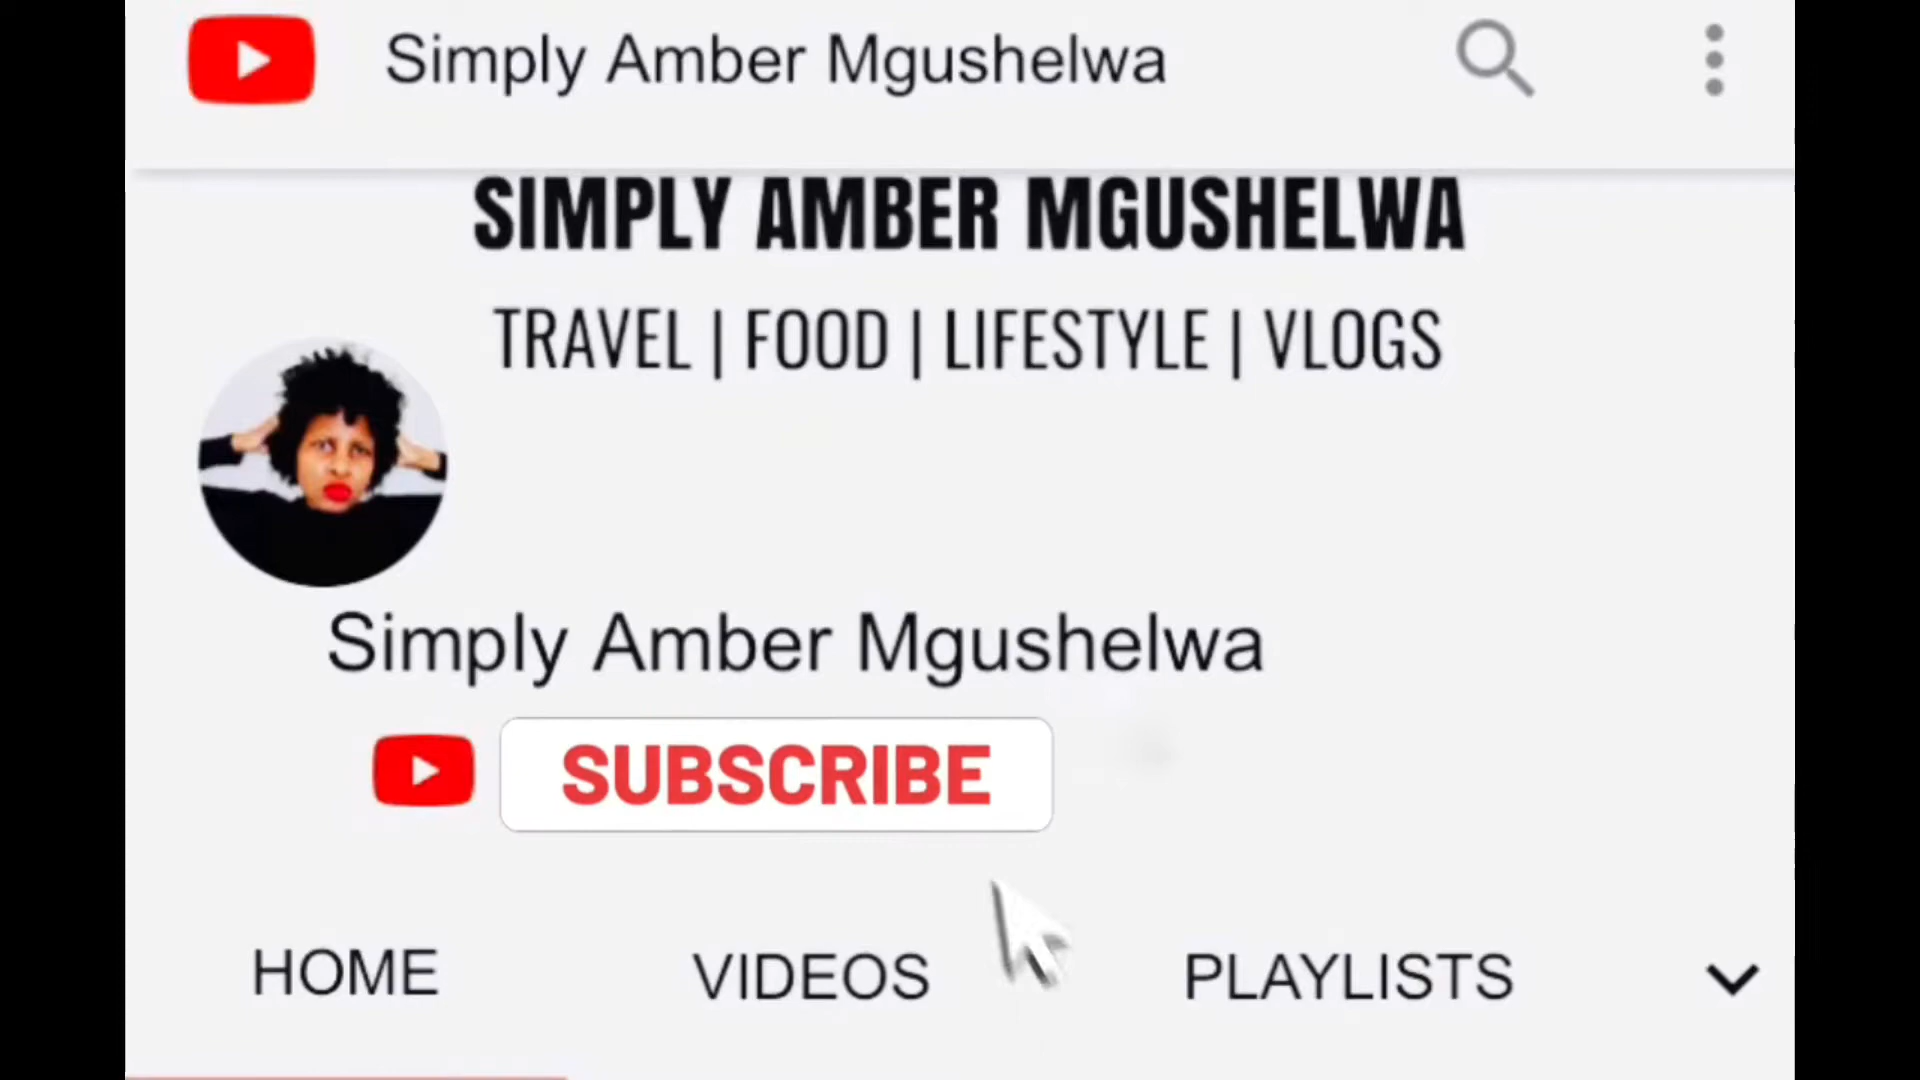 Simply Amber Mgushelwa
SIMPLY AMBER MGUSHELWA
TRAVEL | FOOD | LIFESTYLE | VLOGS
Simply Amber Mgushelwa
SUBSCRIBE
HOME VIDEOS PLAYLISTS